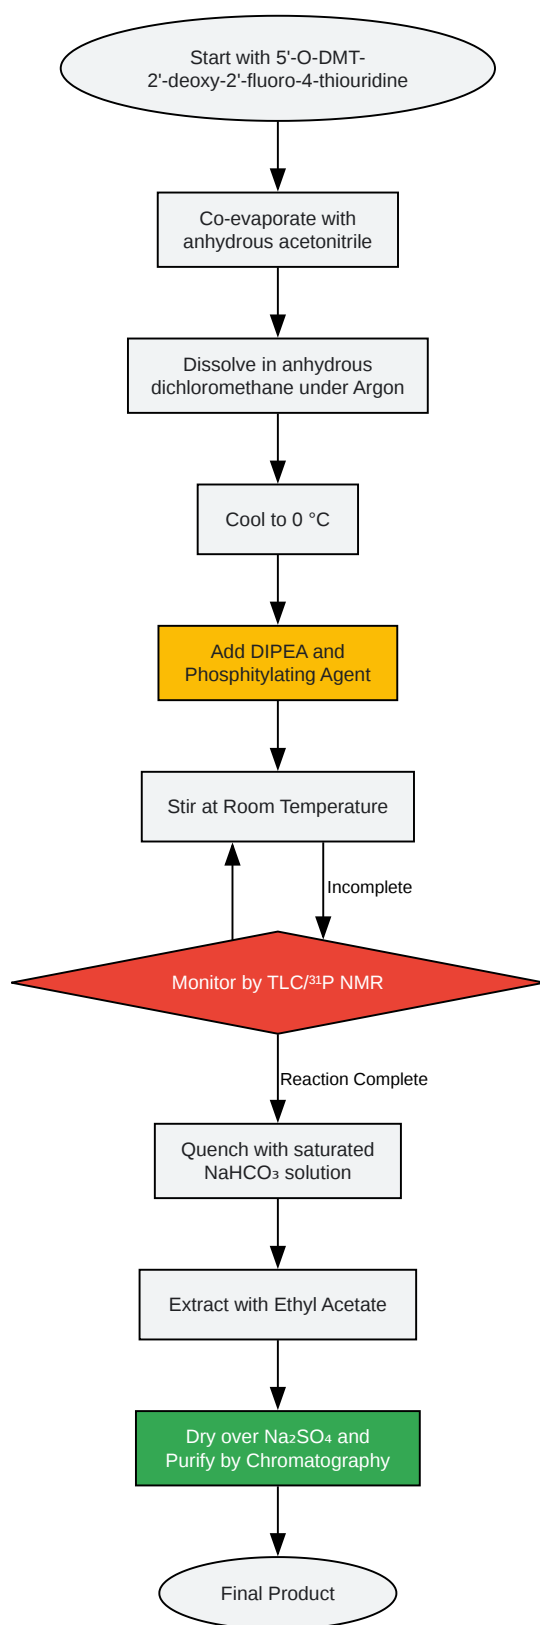 Start with 5'-O-DMT-
2'-deoxy-2'-fluoro-4-thiouridine
Co-evaporate with
anhydrous acetonitrile
Dissolve in anhydrous
dichloromethane under Argon
Cool to 0 °C
Add DIPEA and
Phosphitylating Agent
Stir at Room Temperature
Incomplete
Monitor by TLC/³¹P NMR
Reaction Complete
Quench with saturated
NaHCO₃ solution
Extract with Ethyl Acetate
Dry over Na₂SO₄ and
Purify by Chromatography
Final Product